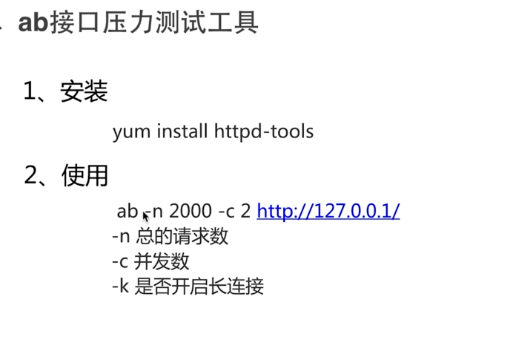 ab接口压力测试工具
1、安装
yum install httpd-tools
2、使用
ab -n 2000 -c 2 http://127.0.0.1/
-n 总的请求数
-c 并发数
-k 是否开启长连接